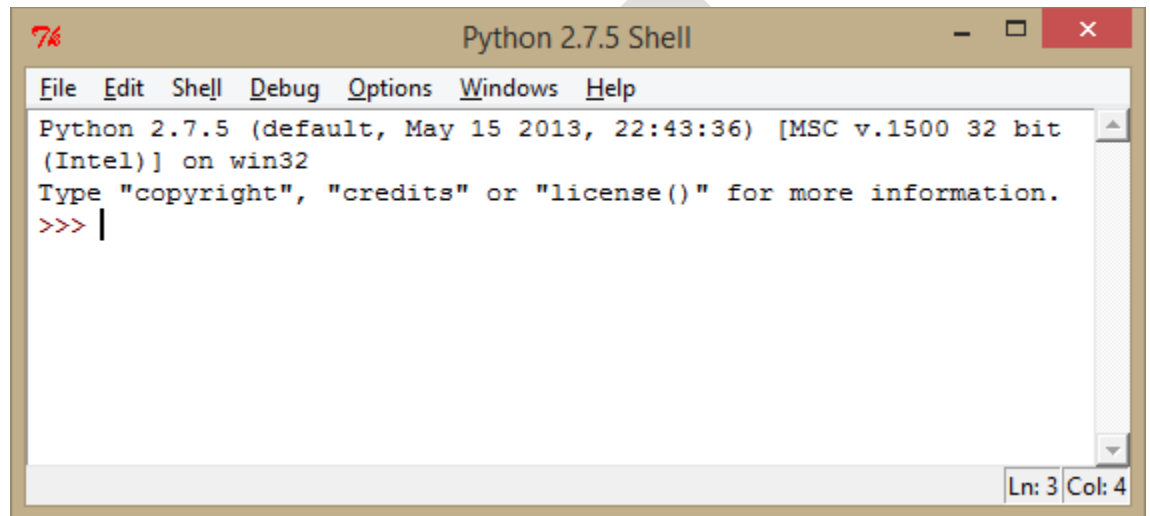 Python 2.7.5 Shell
File Edit Shell Debug Options Windows Help
Python 2.7.5 (default, May 15 2013, 22:43:36) [MSC v.1500 32 bit
(Intel)] on win32
Type "copyright", "credits" or "license()" for more information.
>>>
Ln: 3 Col: 4